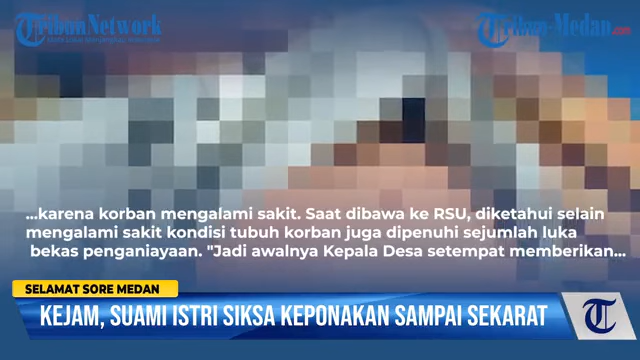 TribunNetwork
Tribun-Medan.com
...karena korban mengalami sakit. Saat dibawa ke RSU, diketahui selain
mengalami sakit kondisi tubuh korban juga dipenuhi sejumlah luka
bekas penganiayaan. "Jadi awalnya Kepala Desa setempat memberikan...
SELAMAT SORE MEDAN
KEJAM, SUAMI ISTRI SIKSA KEPONAKAN SAMPAI SEKARAT